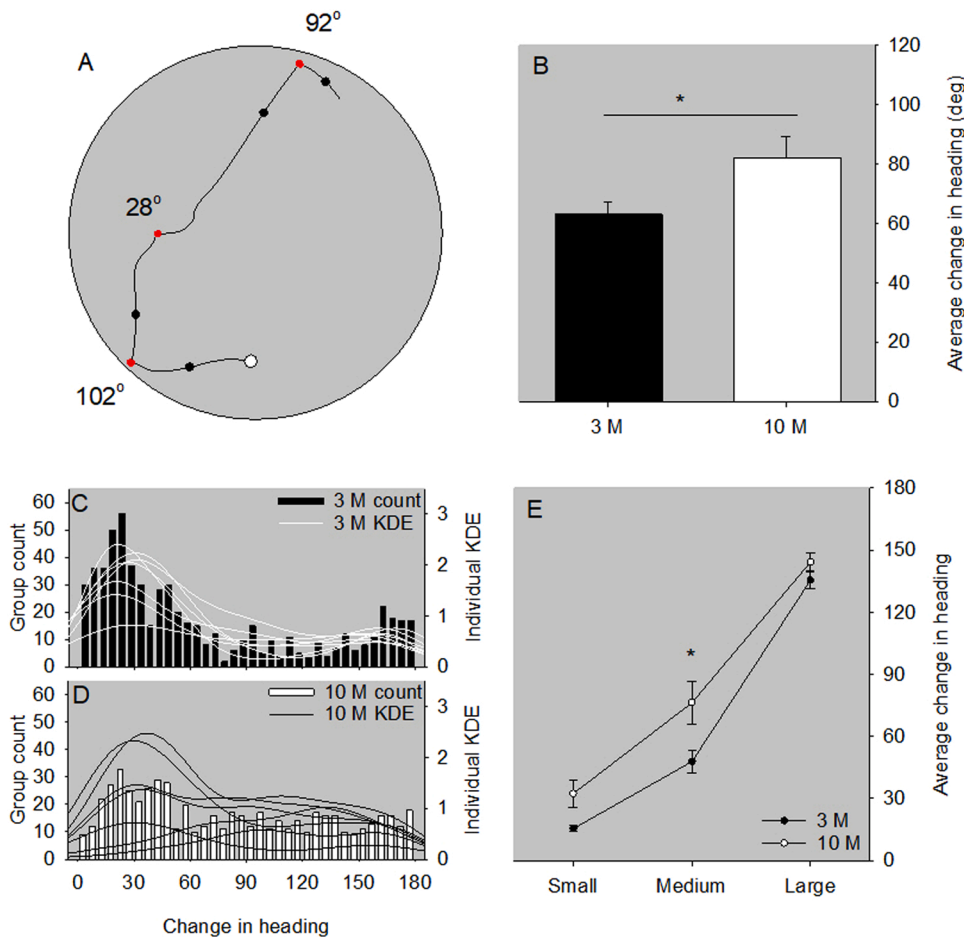 A
92°
28°
102°
B
*
120
100
80
60
40
20
0
Average change in heading (deg)
3 M
10 M
C
3 M count
3 M KDE
60
50
40
30
20
10
0
Group count
3
2
1
0
Individual KDE
D
10 M count
10 M KDE
60
50
40
30
20
10
0
Group count
3
2
1
0
Individual KDE
0 30 60 90 120 150 180
Change in heading
E
*
180
150
120
90
60
30
0
Average change in heading
3 M
10 M
Small Medium Large